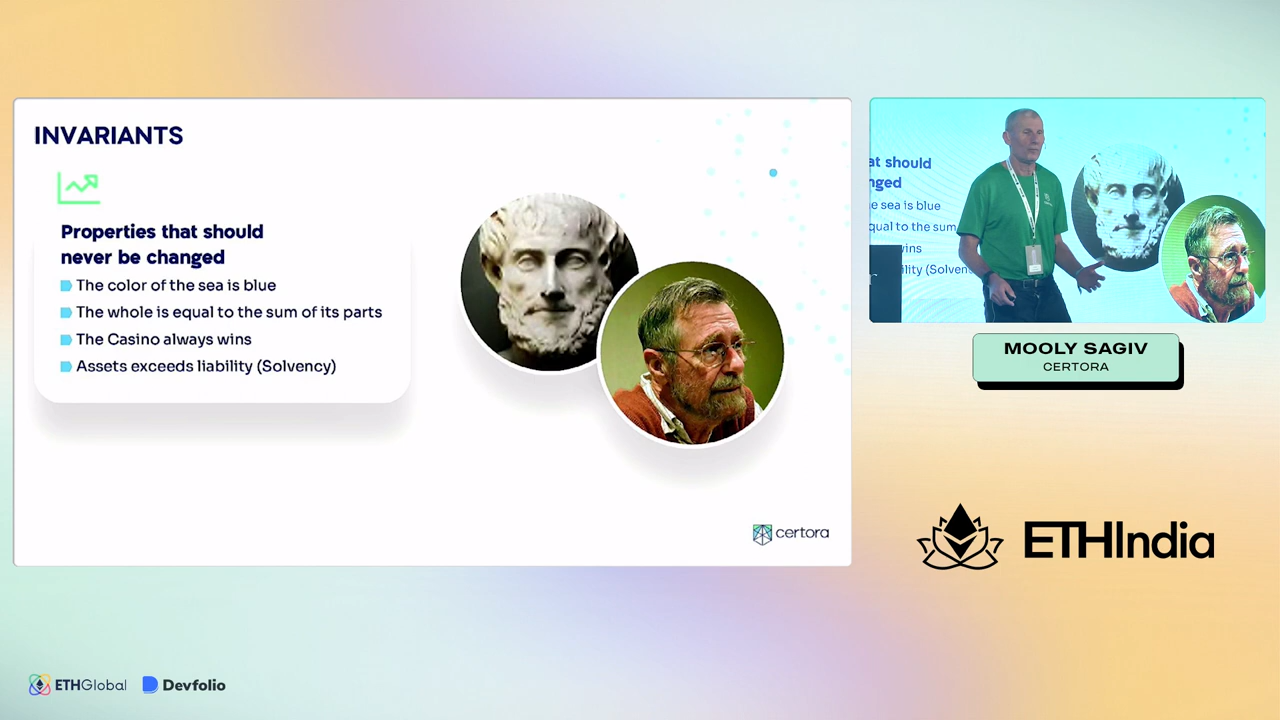 INVARIANTS
Properties that should
never be changed
The color of the sea is blue
The whole is equal to the sum of its parts
The Casino always wins
Assets exceeds liability (Solvency)
certora
at should
nged
e sea is blue
qual to the sum
wins
ility (Solven
MOOLY SAGIV
CERTORA
ETHIndia
ETHGlobal
Devfolio